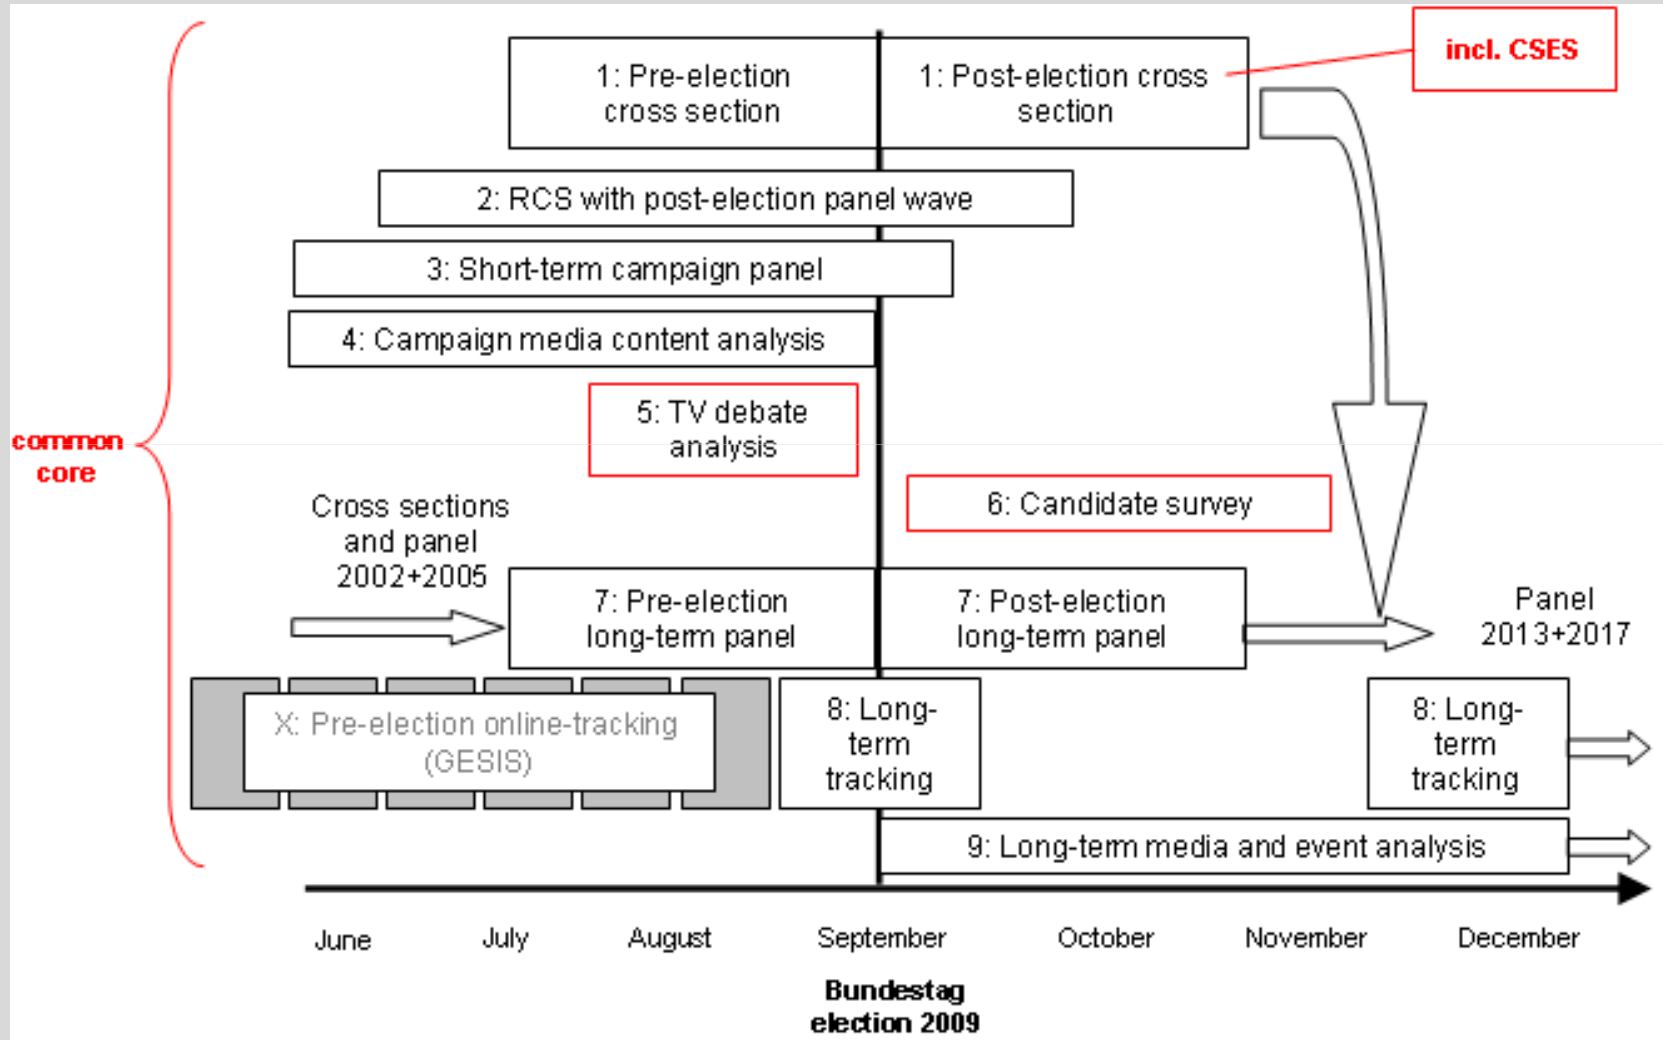 incl. CSES
1: Pre-election
cross section
1: Post-election cross
section
2: RCS with post-election panel wave
3: Short-term campaign panel
4: Campaign media content analysis
5: TV debate
analysis
common
core
6: Candidate survey
Cross sections
and panel
2002+2005
7: Pre-election
long-term panel
7: Post-election
long-term panel
Panel
2013+2017
X: Pre-election online-tracking
(GESIS)
8: Long-
term
tracking
8: Long-
term
tracking
9: Long-term media and event analysis
June July August September October November December
Bundestag
election 2009